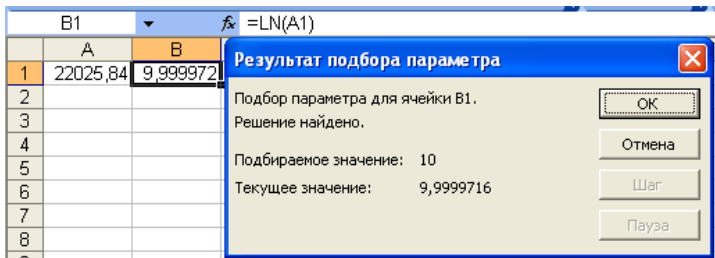 B1 fx =LN(A1)
A B
1 22025,84 9,999972
2
3
4
5
6
7
8
Результат подбора параметра
Подбор параметра для ячейки B1.
Решение найдено.
Подбираемое значение: 10
Текущее значение: 9,9999716
ОК
Отмена
Шаг
Пауза